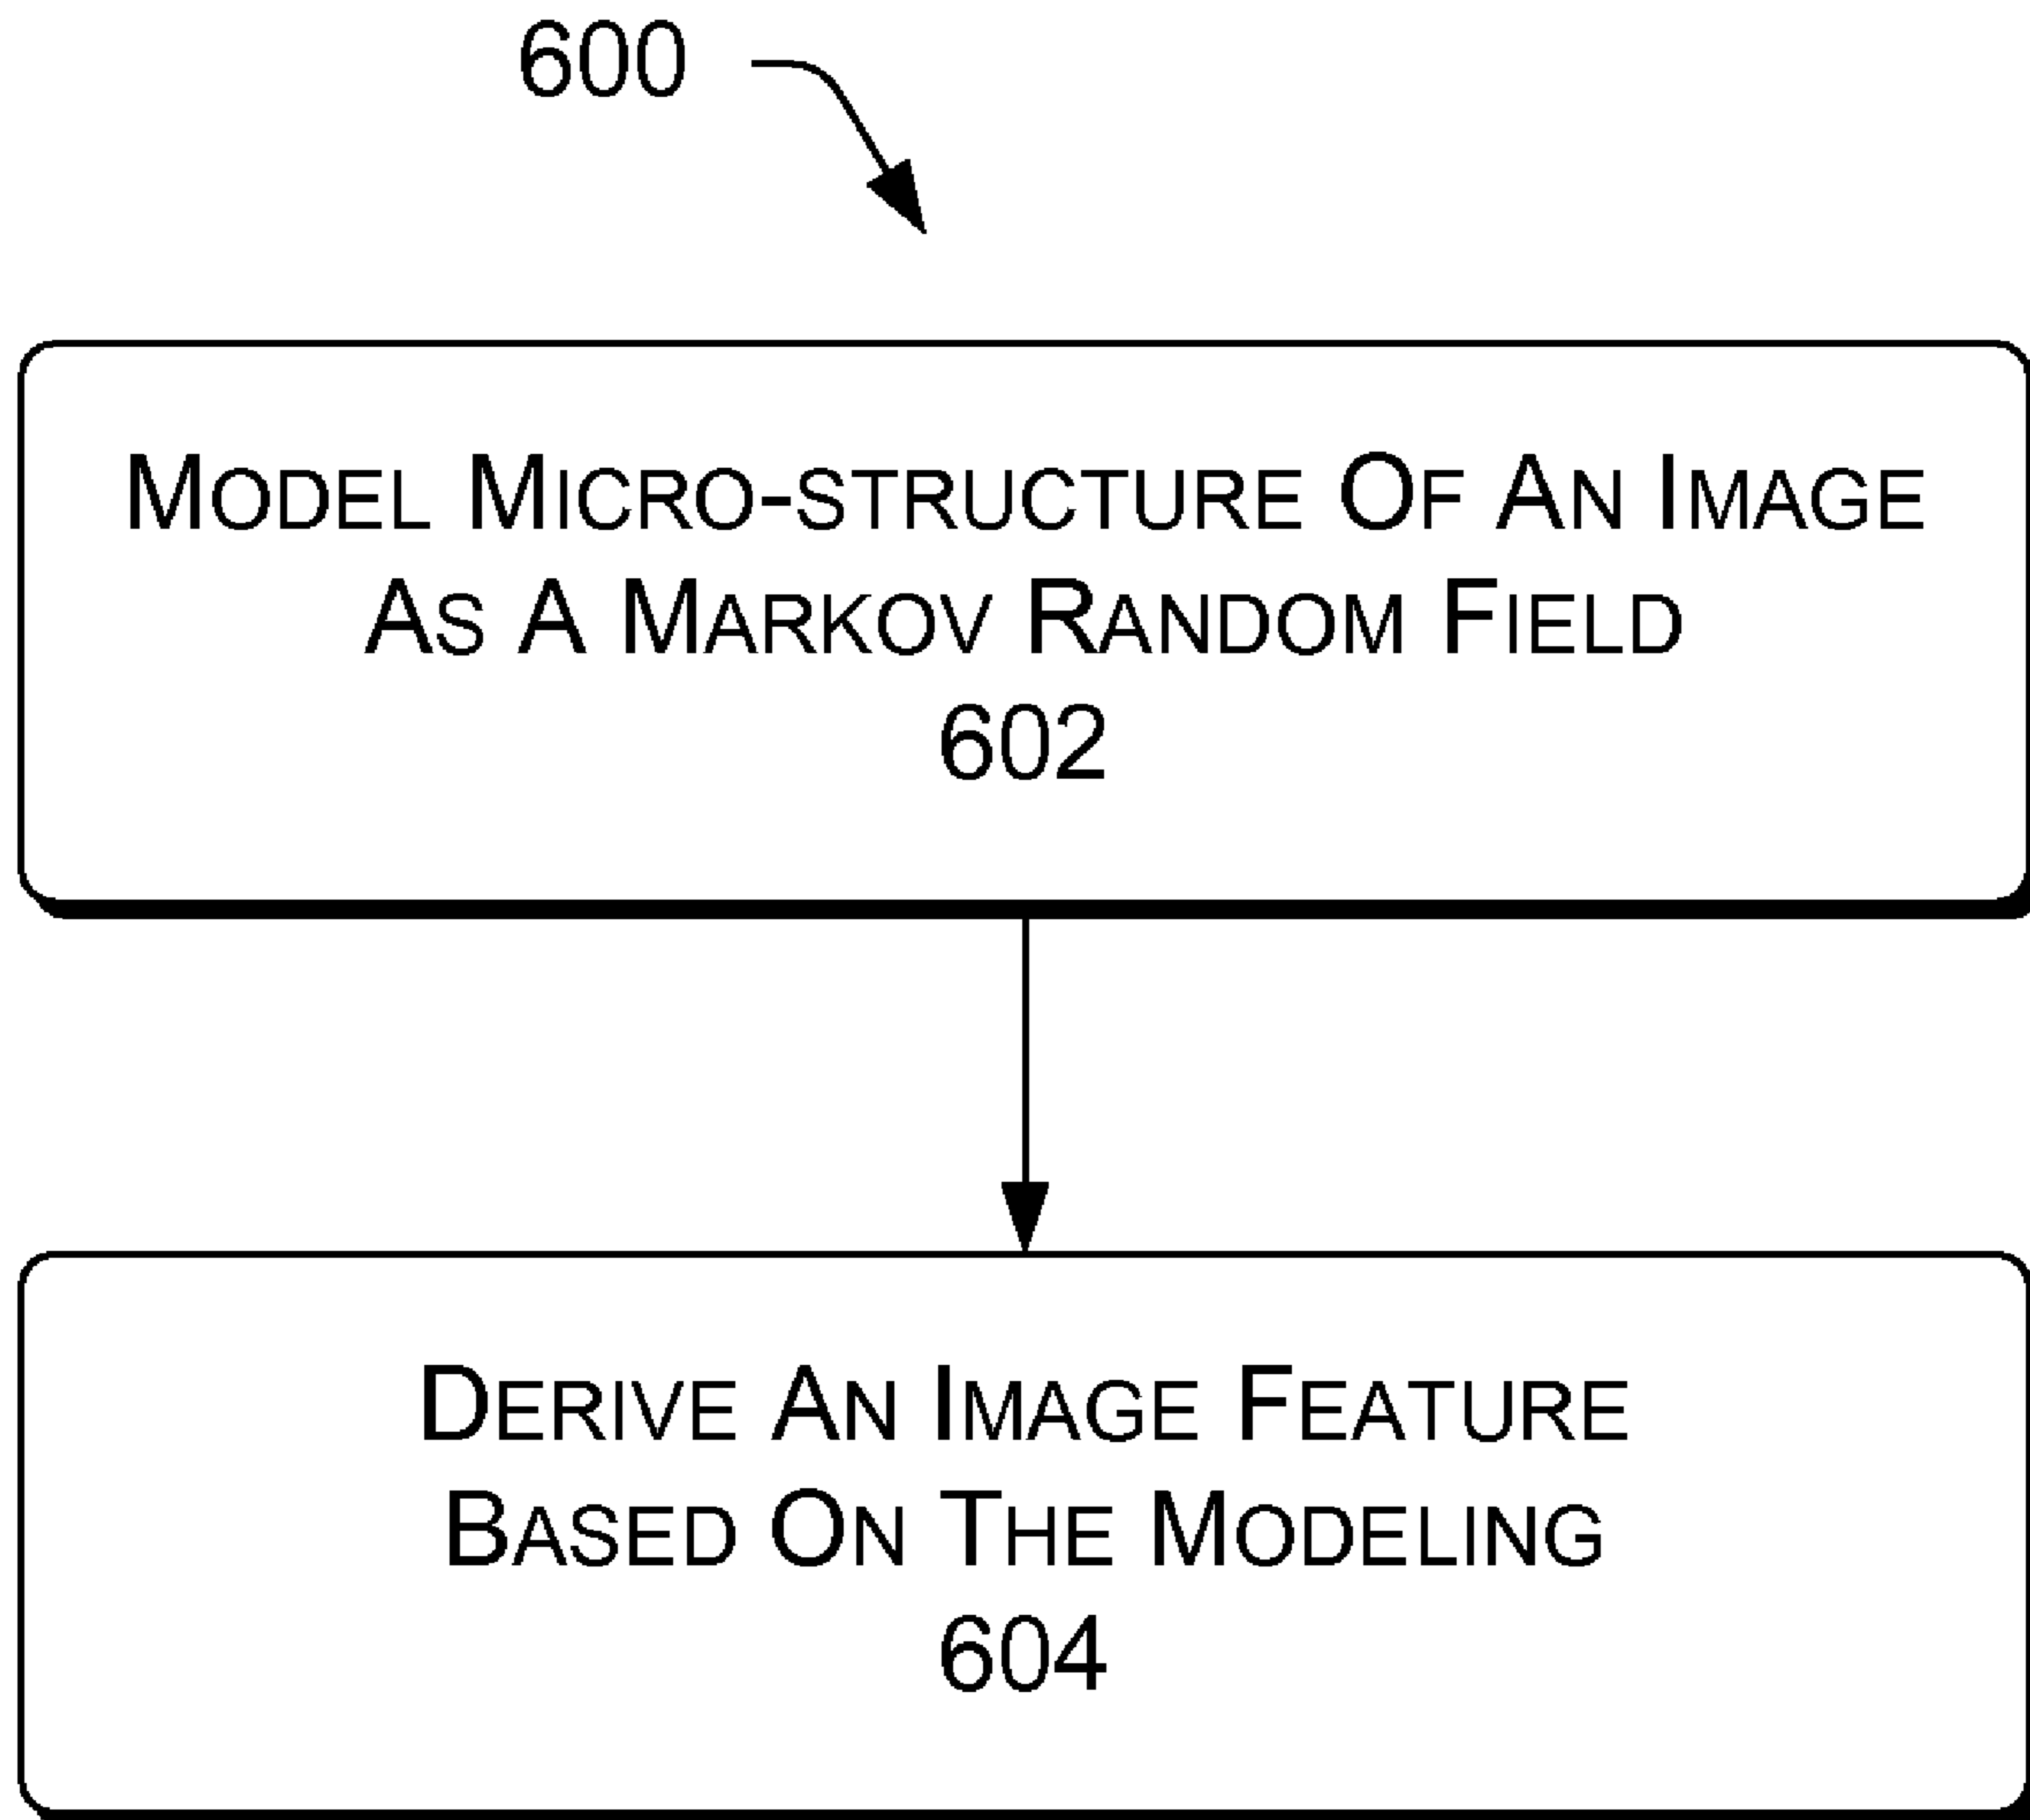 600
Model Micro-structure Of An Image
As A Markov Random Field
602
Derive An Image Feature
Based On The Modeling
604